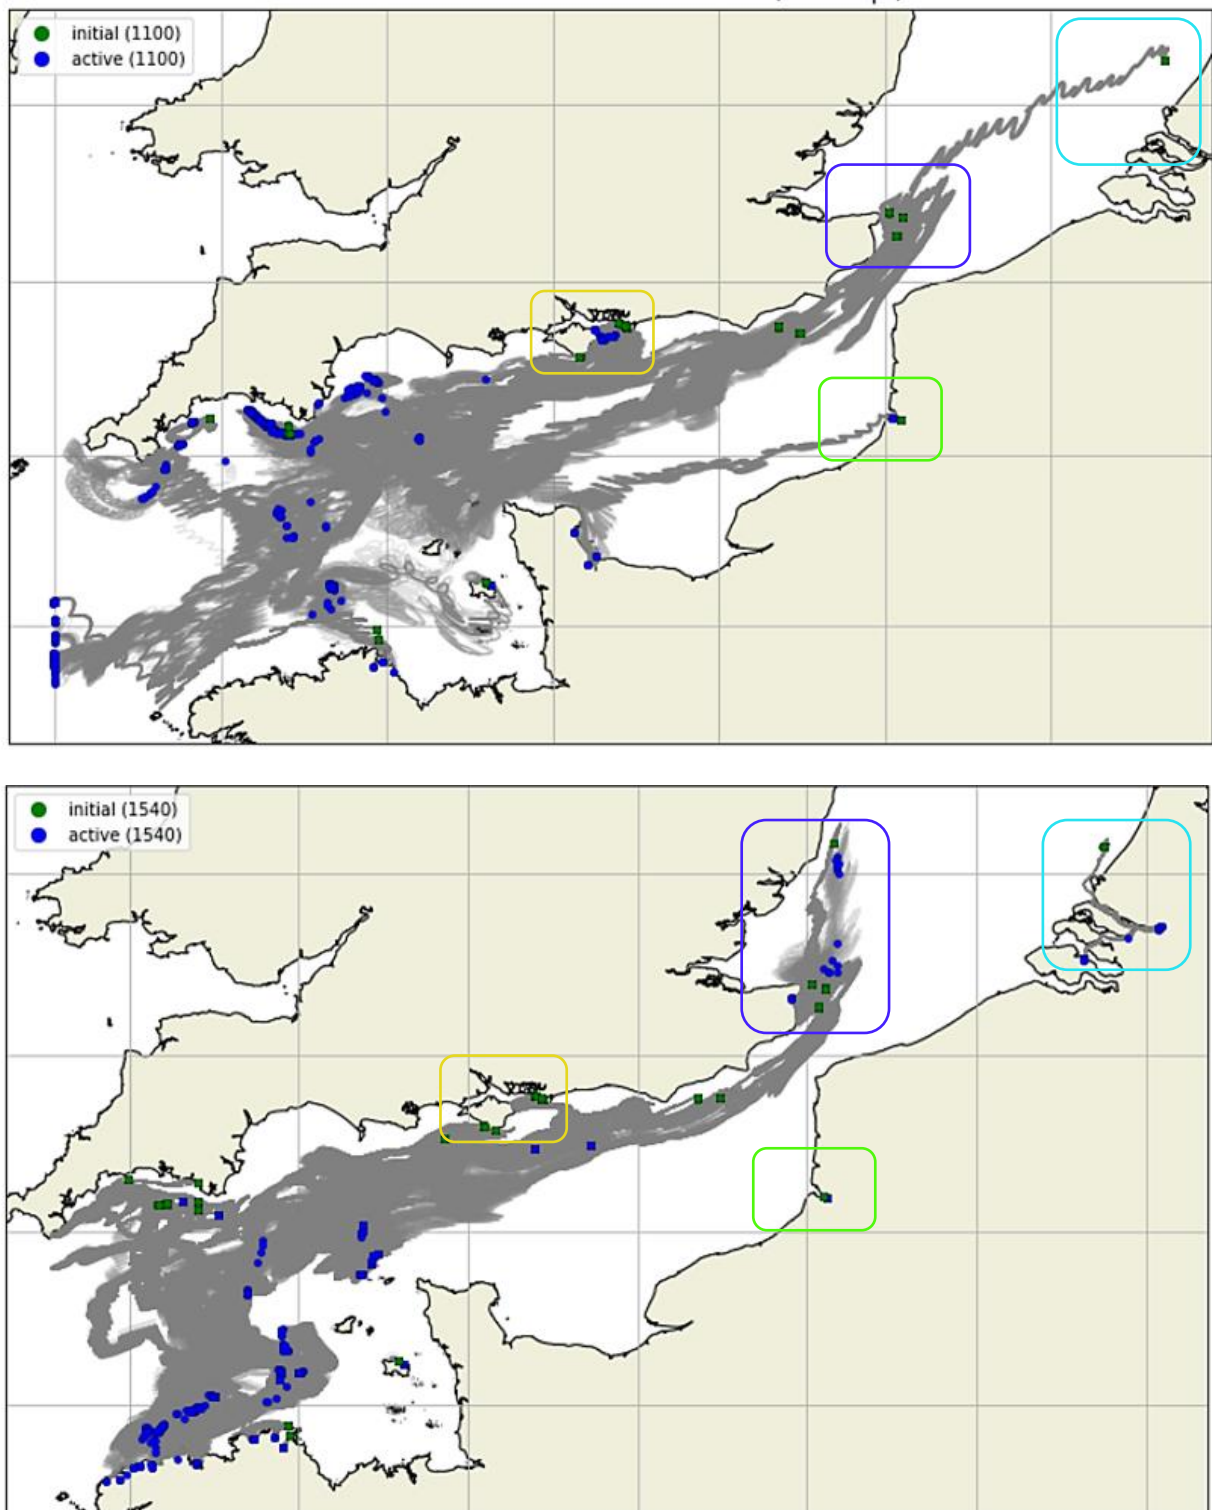 initial (1100)
active (1100)
initial (1540)
active (1540)